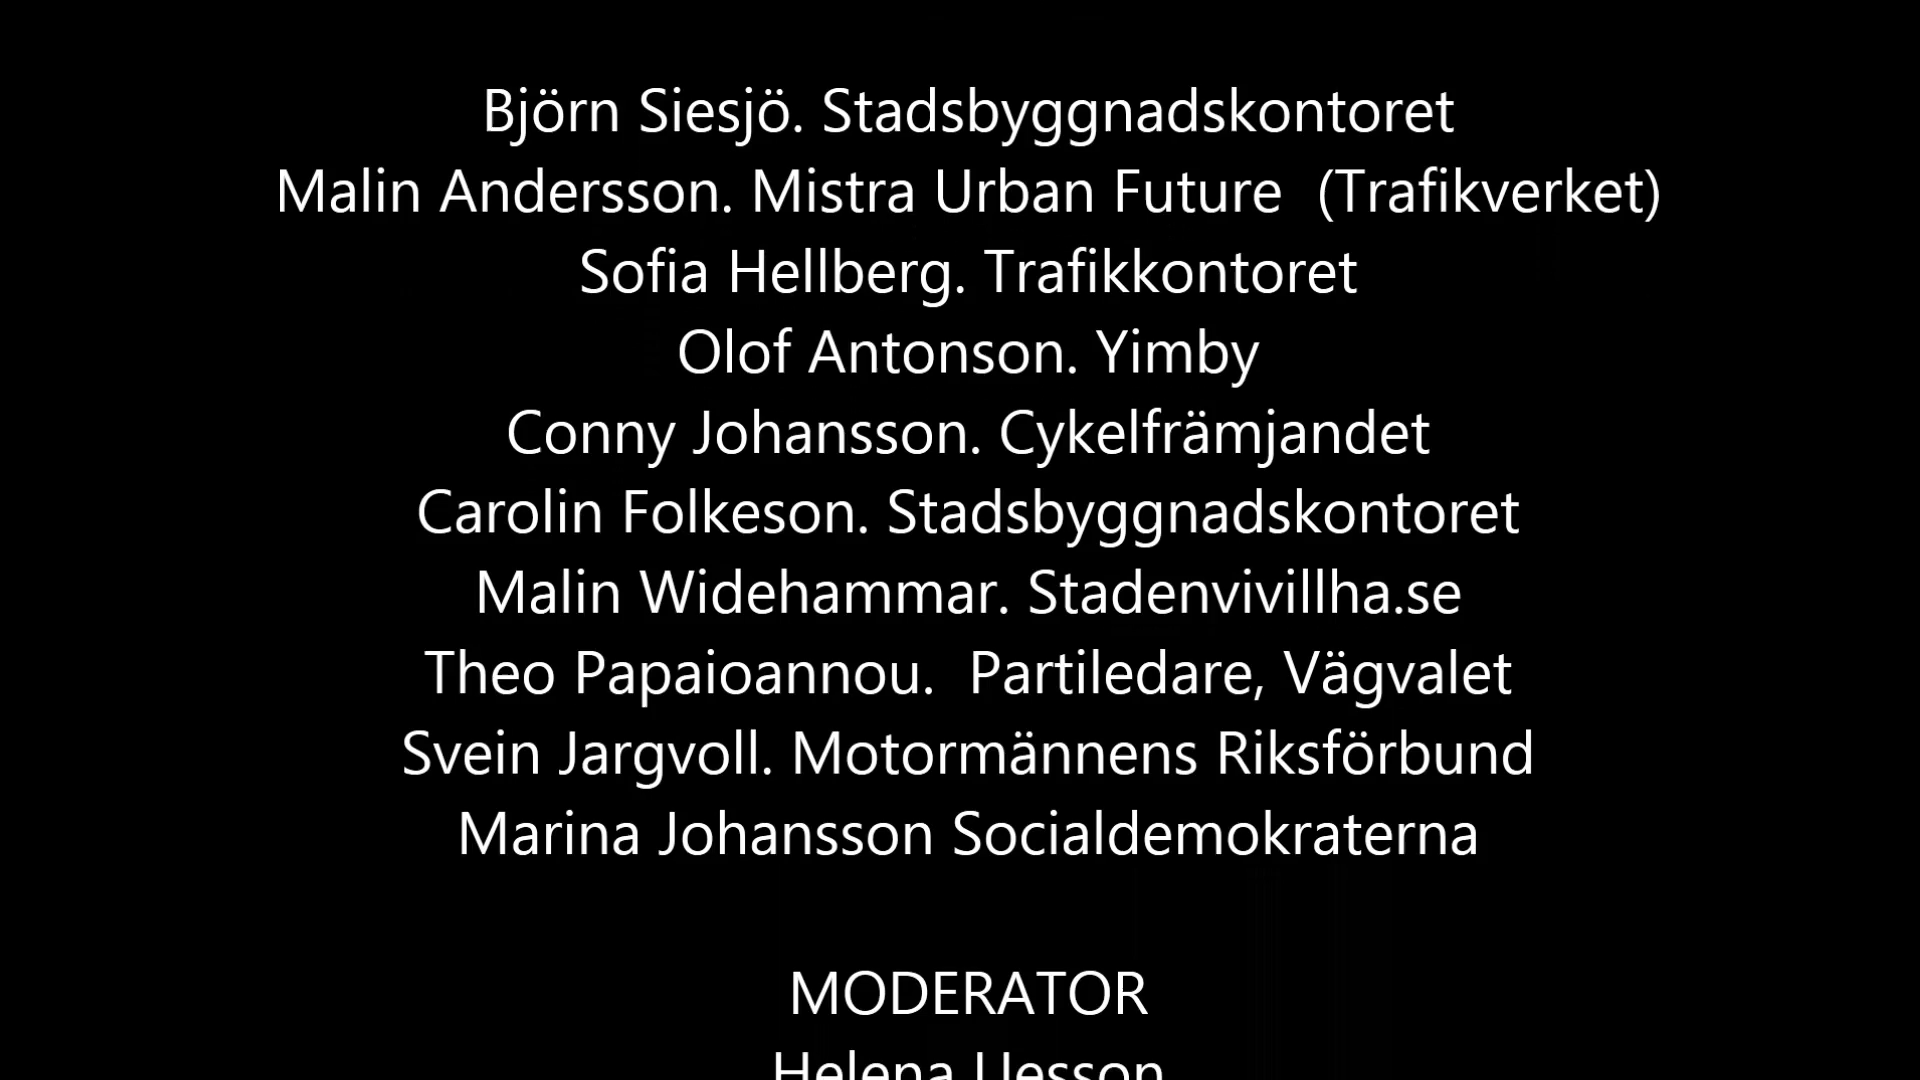 Björn Siesjö. Stadsbyggnadskontoret
Malin Andersson. Mistra Urban Future  (Trafikverket)
Sofia Hellberg. Trafikkontoret
Olof Antonson. Yimby
Conny Johansson. Cykelfrämjandet
Carolin Folkeson. Stadsbyggnadskontoret
Malin Widehammar. Stadenvivillha.se
Theo Papaioannou.  Partiledare, Vägvalet
Svein Jargvoll. Motormännens Riksförbund
Marina Johansson Socialdemokraterna
MODERATOR
Helena